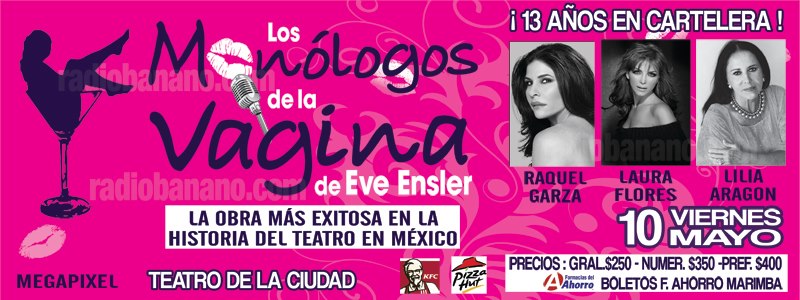 Los
Monólogos
de la
Vagina
de Eve Ensler
LA OBRA MÁS EXITOSA EN LA
HISTORIA DEL TEATRO EN MÉXICO
MEGAPIXEL
TEATRO DE LA CIUDAD
KFC
Pizza
Hut
¡ 13 AÑOS EN CARTELERA !
RAQUEL
GARZA
LAURA
FLORES
LILIA
ARAGON
10 VIERNES
MAYO
PRECIOS : GRAL.$250 - NUMER. $350 -PREF. $400
Farmacias del
Ahorro
BOLETOS F. AHORRO MARIMBA
radiobanano.com
radiobanano.com
radiobanano.com